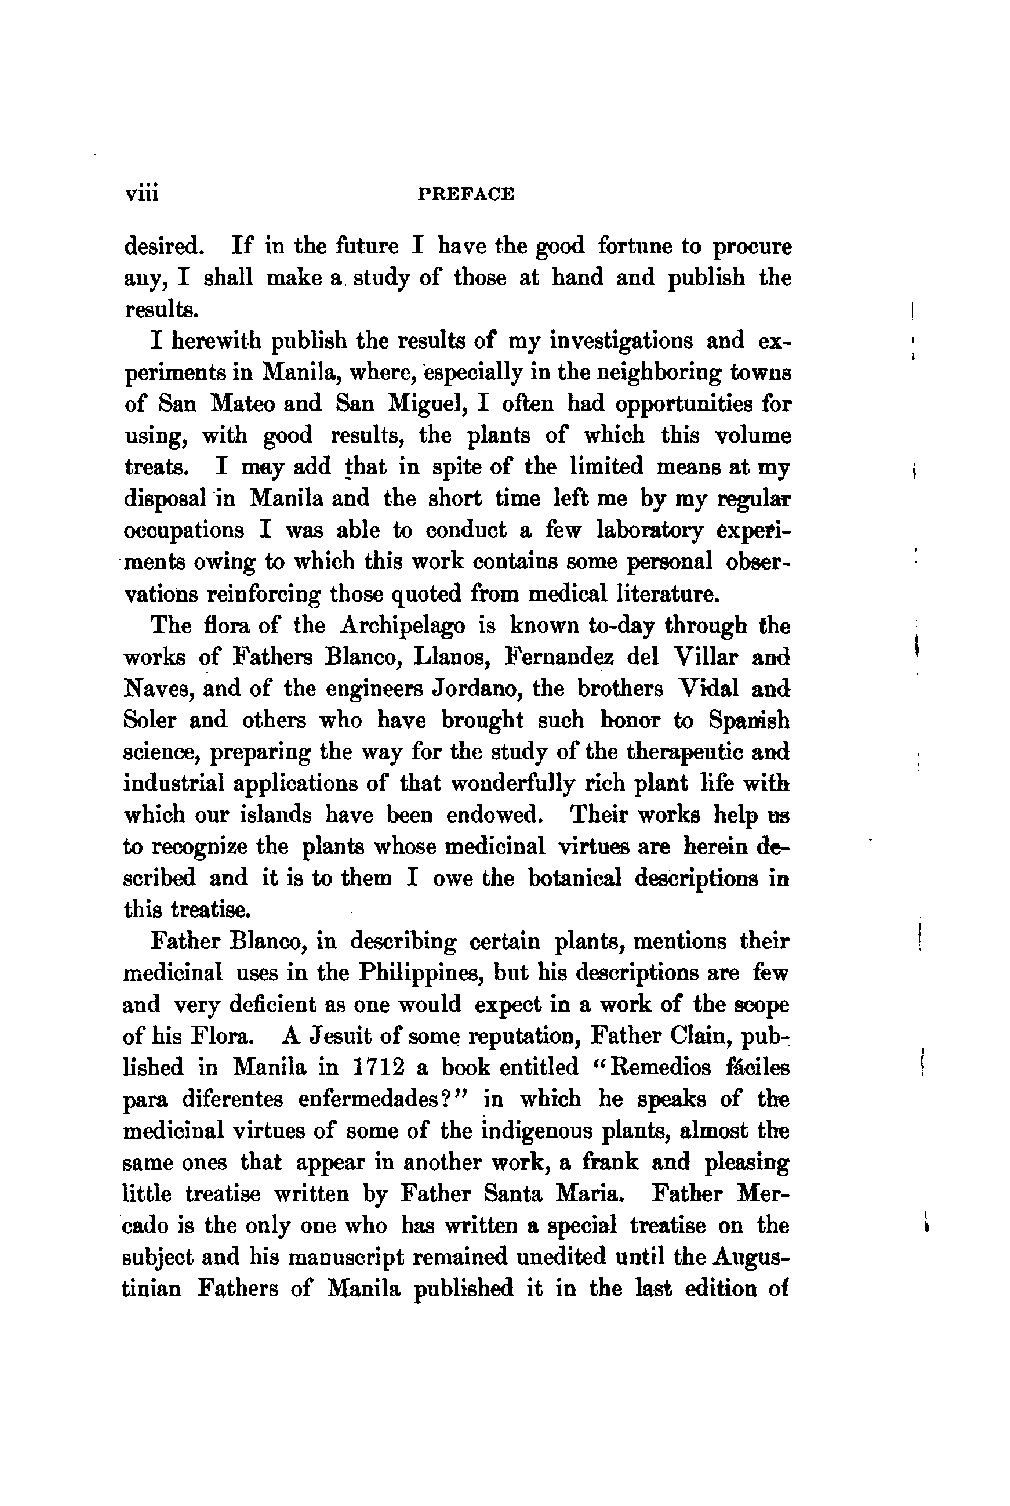 viii PREFACE
desired. If in the future I have the good fortune to procure
any, I shall make a study of those at hand and publish the
results.
I herewith publish the results of my investigations and ex-
periments in Manila, where, especially in the neighboring towns
of San Mateo and San Miguel, I often had opportunities for
using, with good results, the plants of which this volume
treats. I may add that in spite of the limited means at my
disposal in Manila and the short time left me by my regular
occupations I was able to conduct a few laboratory experi-
ments owing to which this work contains some personal obser-
vations reinforcing those quoted from medical literature.
The flora of the Archipelago is known to-day through the
works of Fathers Blanco, Llanos, Fernandez del Villar and
Naves, and of the engineers Jordano, the brothers Vidal and
Soler and others who have brought such honor to Spanish
science, preparing the way for the study of the therapeutic and
industrial applications of that wonderfully rich plant life with
which our islands have been endowed. Their works help us
to recognize the plants whose medicinal virtues are herein de-
scribed and it is to them I owe the botanical descriptions in
this treatise.
Father Blanco, in describing certain plants, mentions their
medicinal uses in the Philippines, but his descriptions are few
and very deficient as one would expect in a work of the scope
of his Flora. A Jesuit of some reputation, Father Clain, pub-
lished in Manila in 1712 a book entitled "Remedios fáciles
para diferentes enfermedades?" in which he speaks of the
medicinal virtues of some of the indigenous plants, almost the
same ones that appear in another work, a frank and pleasing
little treatise written by Father Santa Maria. Father Mer-
cado is the only one who has written a special treatise on the
subject and his manuscript remained unedited until the Augus-
tinian Fathers of Manila published it in the last edition of